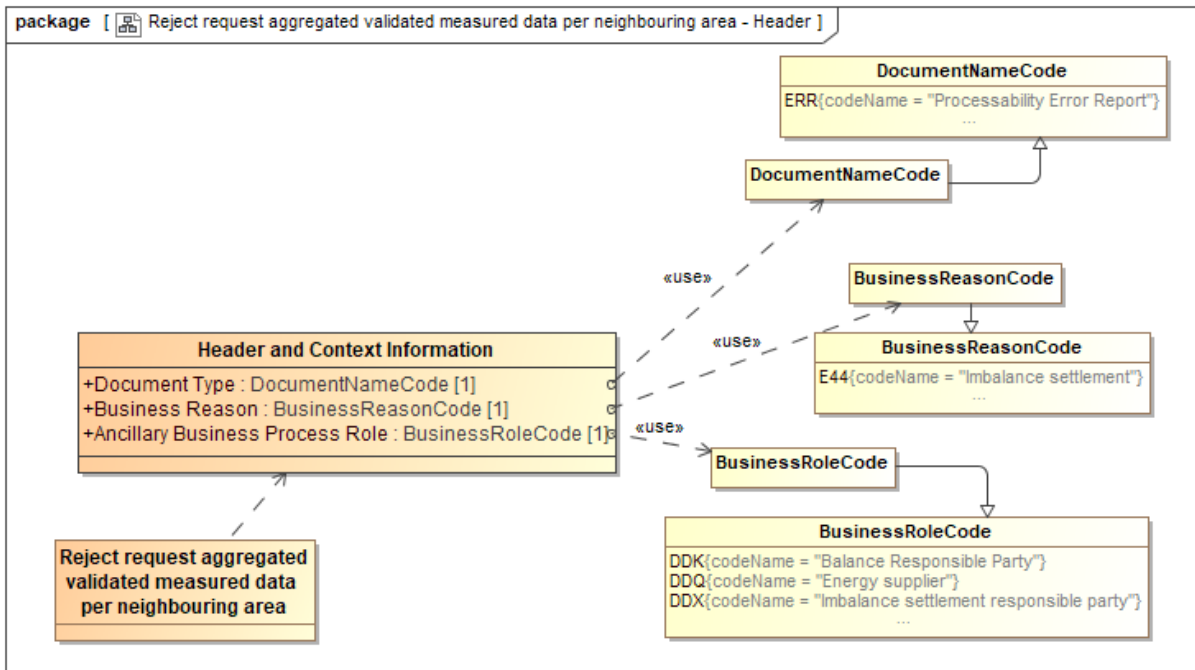 package [ Reject request aggregated validated measured data per neighbouring area - Header ]
DocumentNameCode
ERR{codeName = "Processability Error Report"}
...
DocumentNameCode
«use»
BusinessReasonCode
«use»
BusinessReasonCode
E44{codeName = "Imbalance settlement"}
...
Header and Context Information
+Document Type : DocumentNameCode [1]
+Business Reason : BusinessReasonCode [1]
+Ancillary Business Process Role : BusinessRoleCode [1]
«use»
BusinessRoleCode
BusinessRoleCode
DDK{codeName = "Balance Responsible Party"}
DDQ{codeName = "Energy supplier"}
DDX{codeName = "Imbalance settlement responsible party"}
...
Reject request aggregated
validated measured data
per neighbouring area